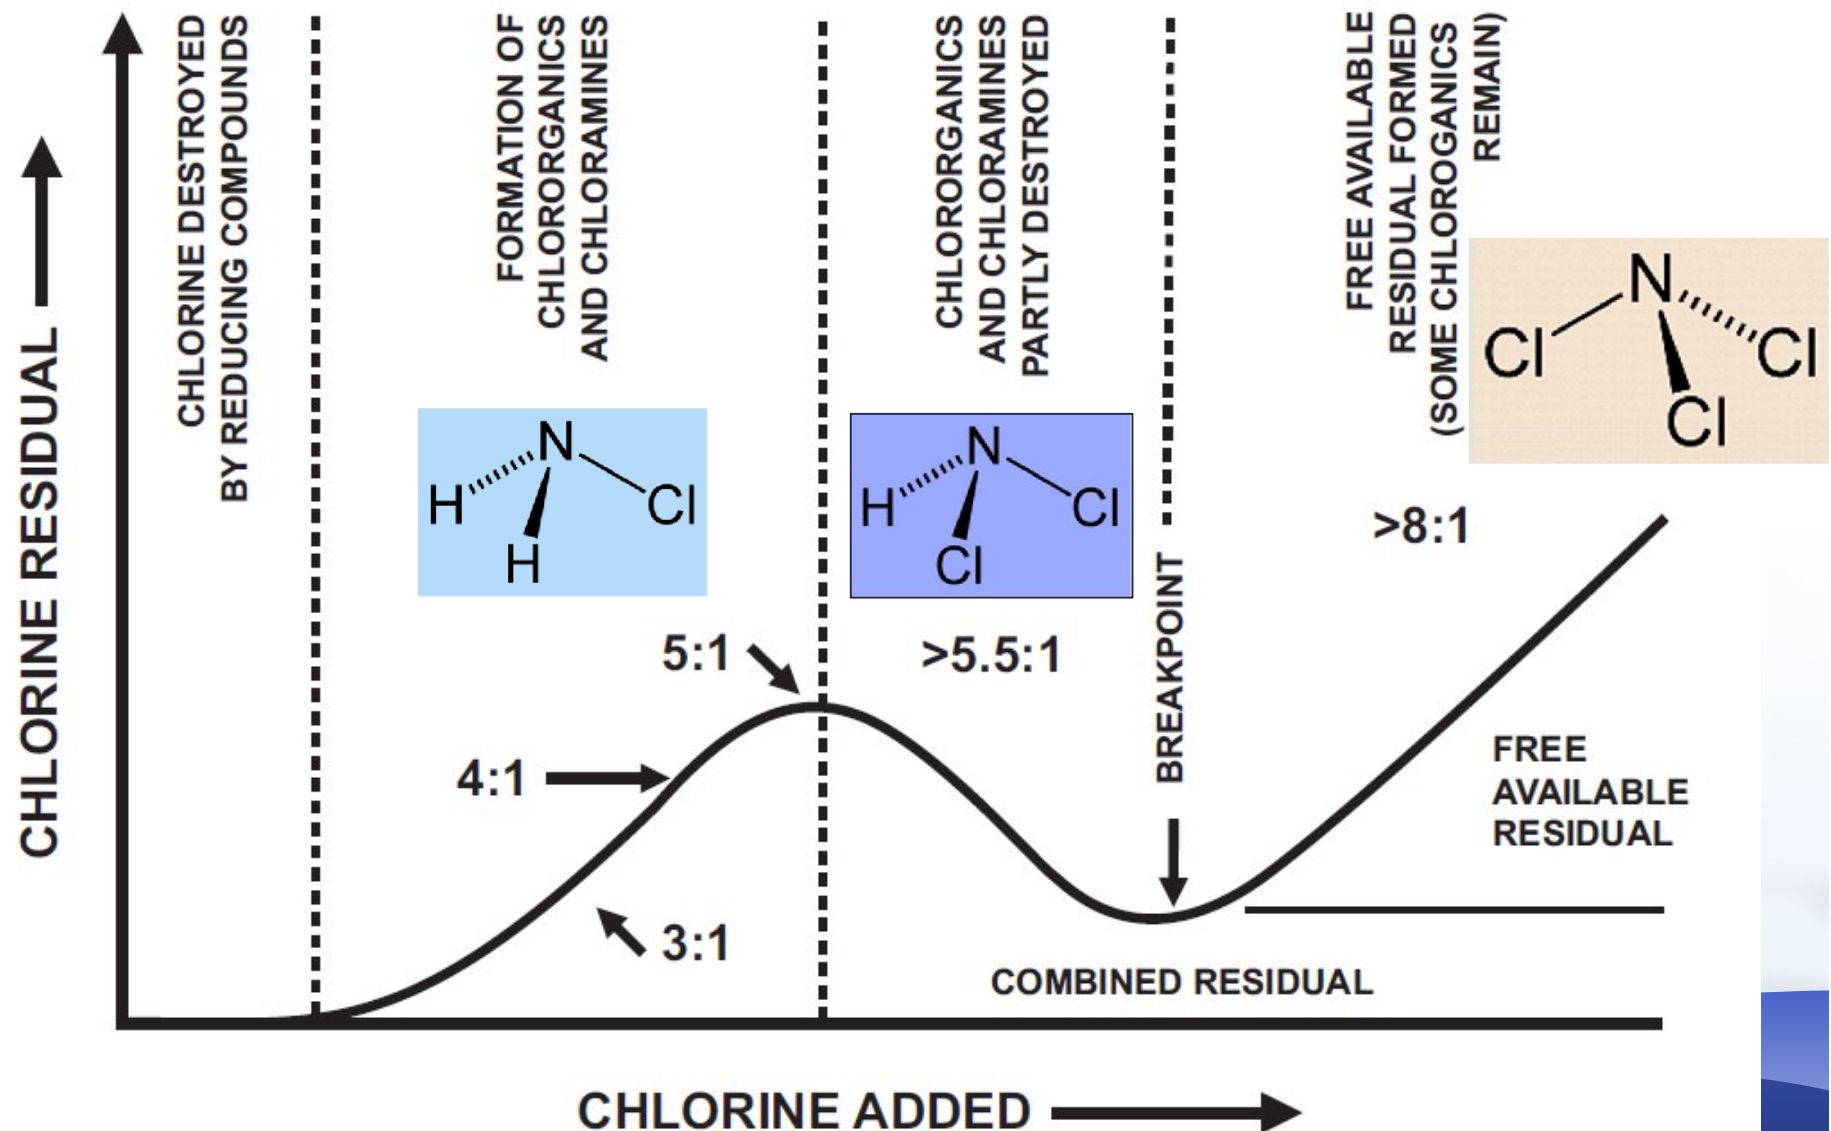 CHLORINE RESIDUAL
CHLORINE DESTROYED
BY REDUCING COMPOUNDS
FORMATION OF
CHLORORGANICS
AND CHLORAMINES
CHLORORGANICS
AND CHLORAMINES
PARTLY DESTROYED
FREE AVAILABLE
RESIDUAL FORMED
(SOME CHLOROGANICS
REMAIN)
N
H
Cl
H
N
H
Cl
Cl
N
Cl
Cl
Cl
>8:1
5:1
>5.5:1
BREAKPOINT
4:1
3:1
FREE
AVAILABLE
RESIDUAL
COMBINED RESIDUAL
CHLORINE ADDED